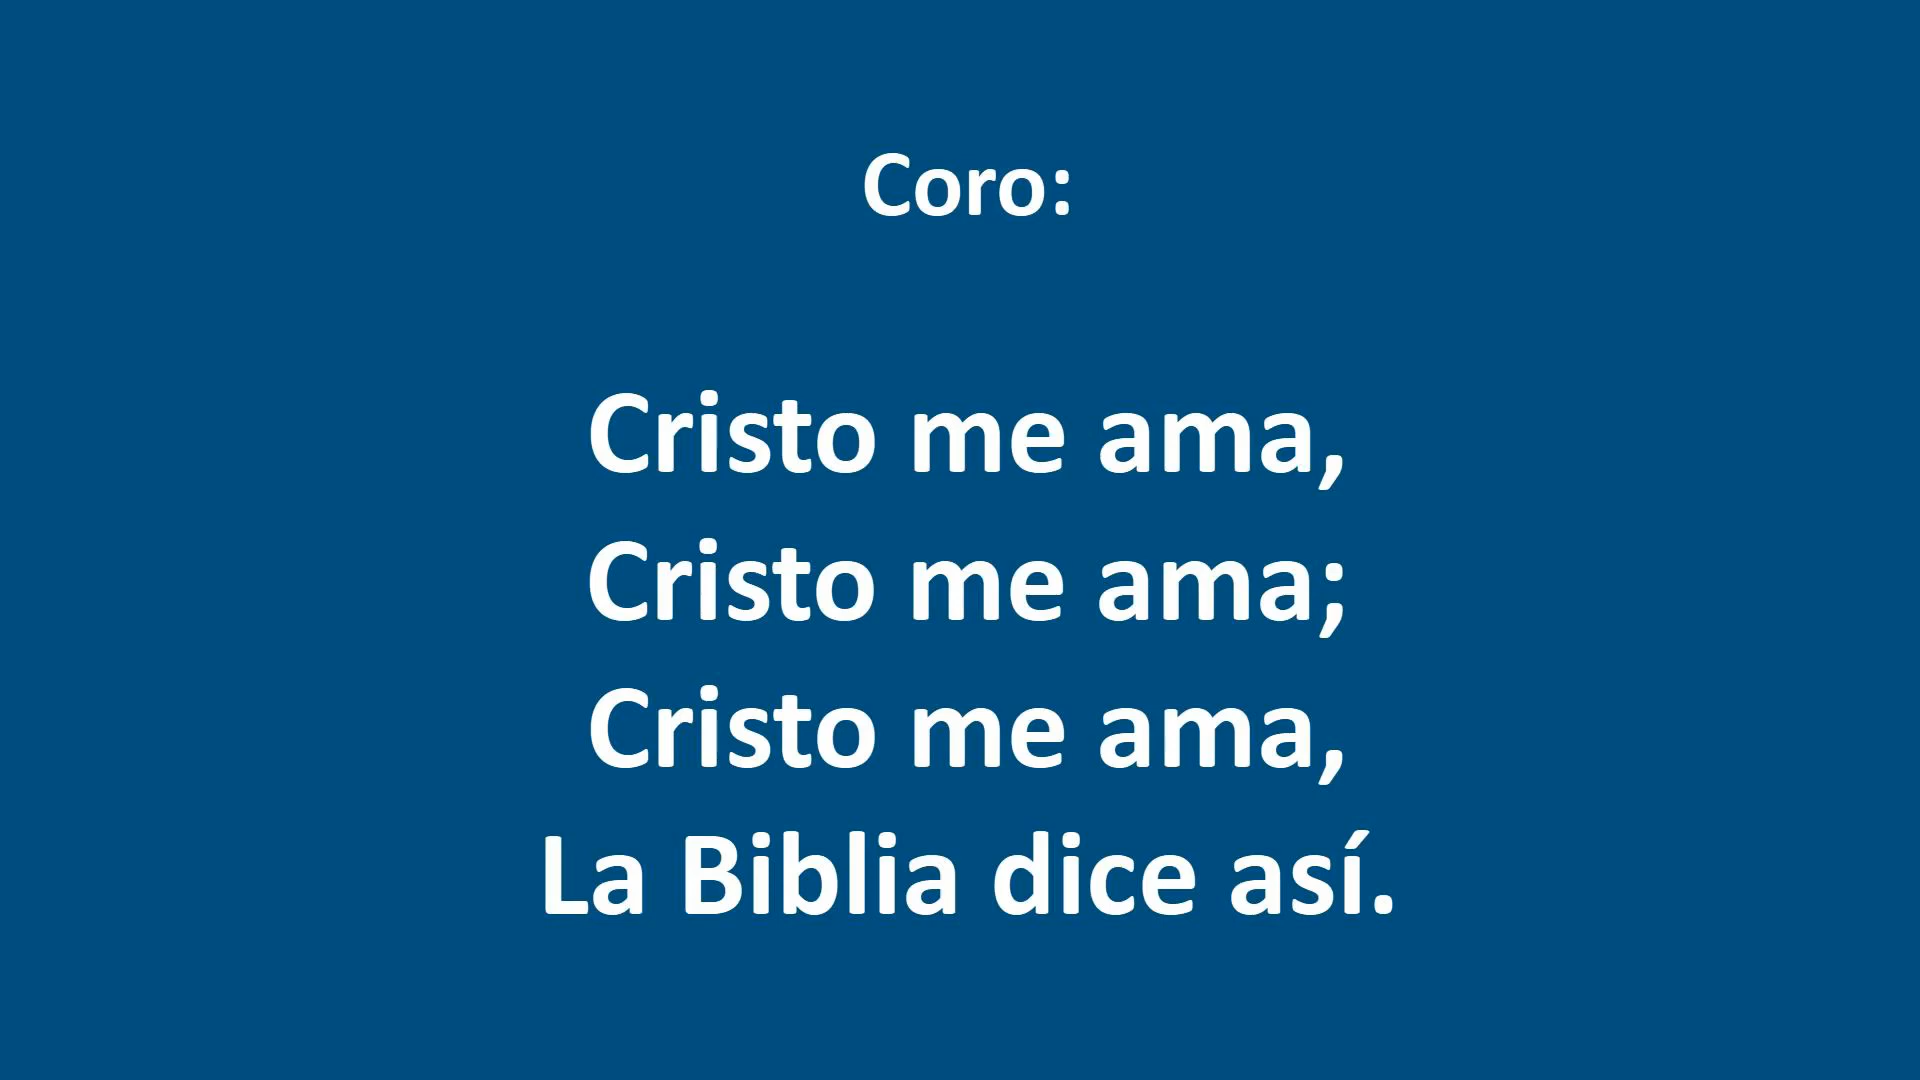 Coro:
Cristo me ama,
Cristo me ama;
Cristo me ama,
La Biblia dice así.